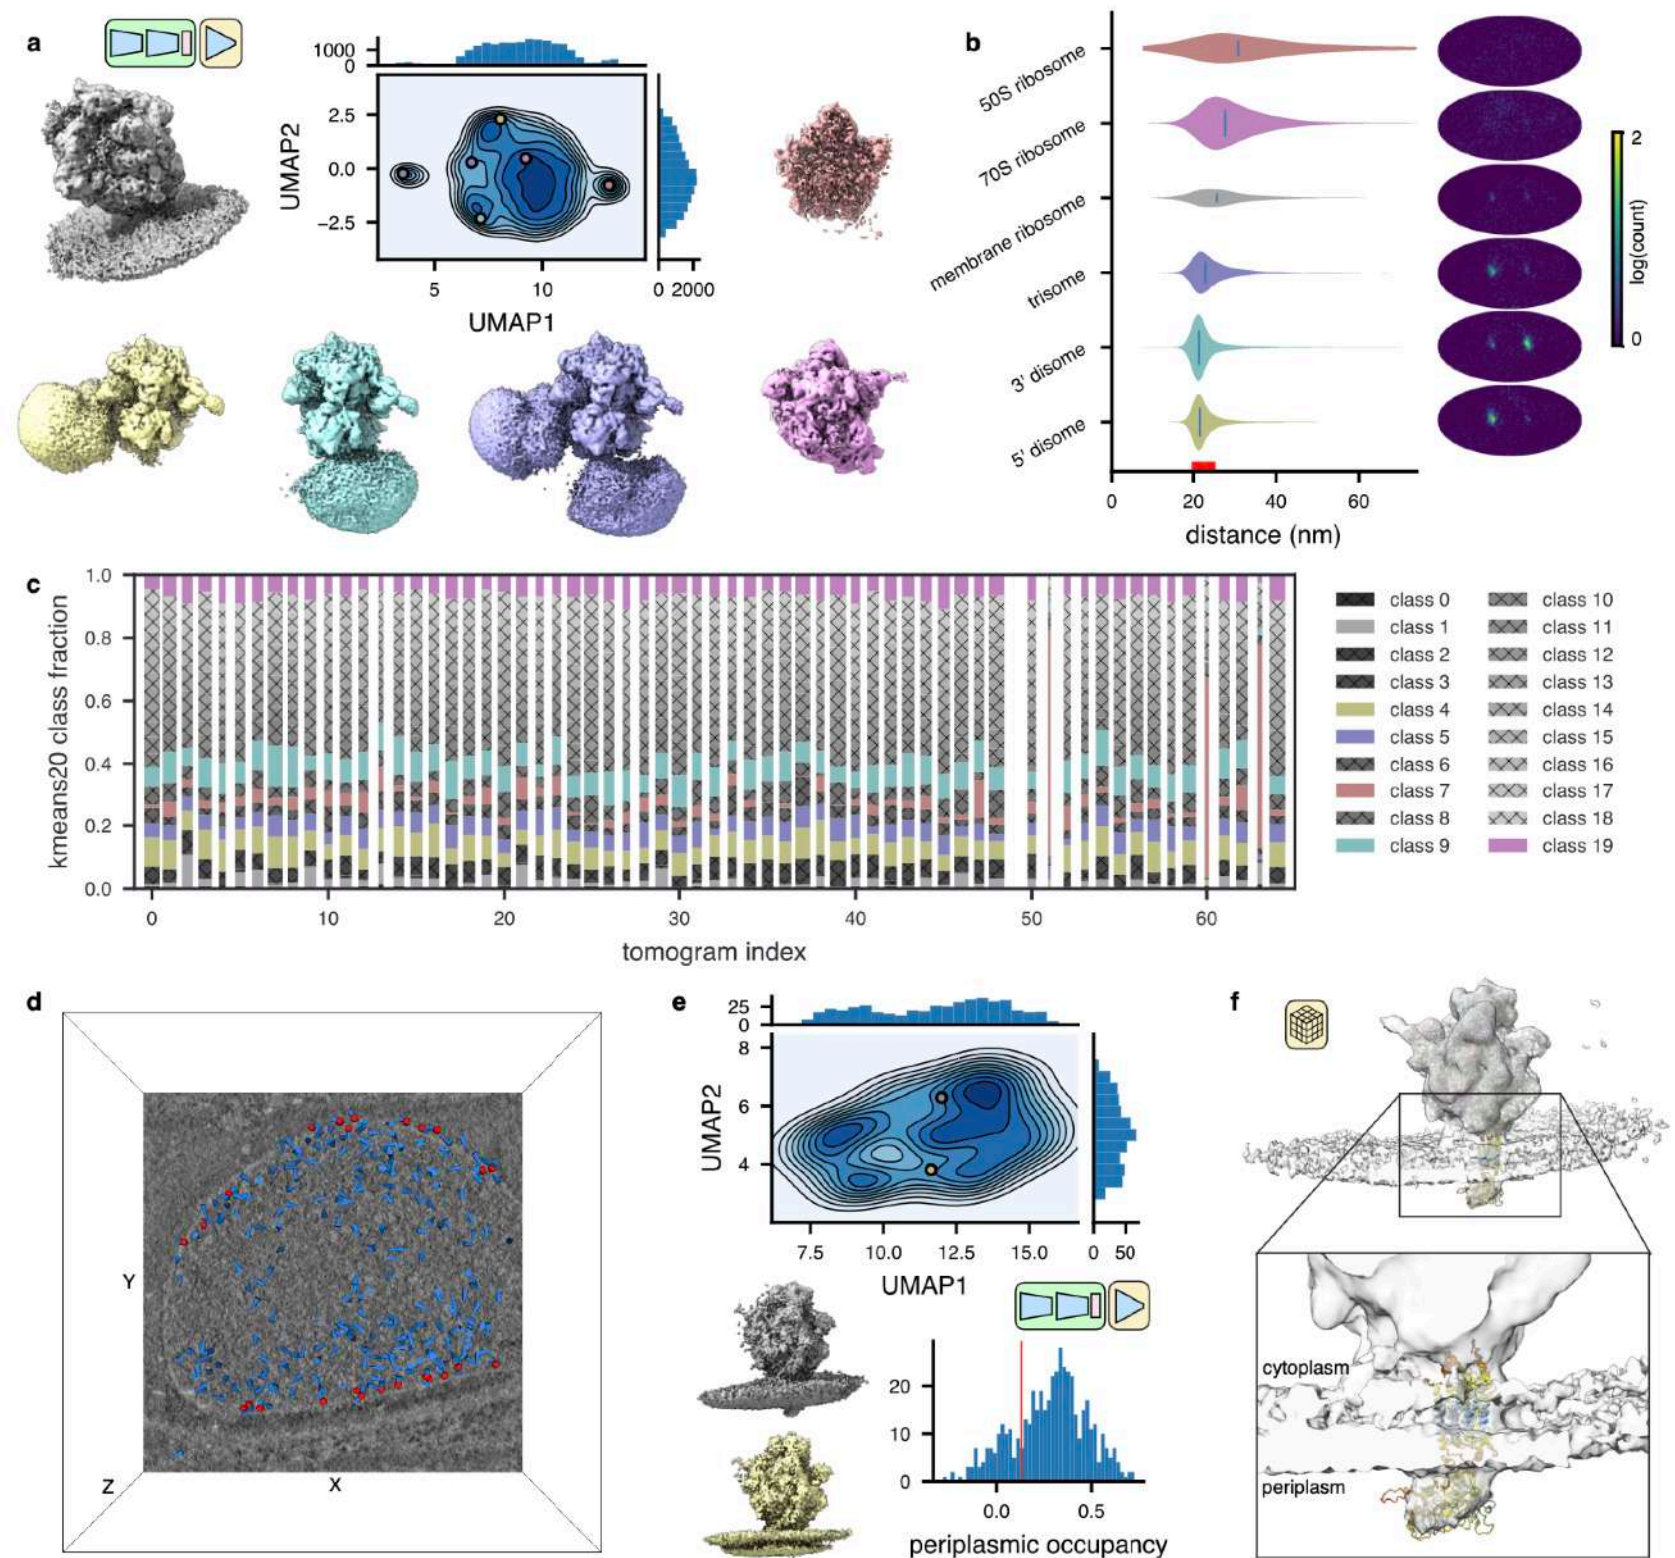 a
1000
0
2.5
0.0
−2.5
UMAP2
5
10
0 2000
UMAP1
b
50S ribosome
70S ribosome
membrane ribosome
trisome
3' disome
5' disome
0
20
40
60
distance (nm)
2
0
log(count)
c
1.0
0.8
0.6
0.4
0.2
0.0
kmeans20 class fraction
0
10
20
30
40
50
60
tomogram index
class 0
class 1
class 2
class 3
class 4
class 5
class 6
class 7
class 8
class 9
class 10
class 11
class 12
class 13
class 14
class 15
class 16
class 17
class 18
class 19
d
Y
Z
X
e
25
0
8
6
4
UMAP2
7.5
10.0
12.5
15.0
0 50
UMAP1
20
10
0
0.0
0.5
periplasmic occupancy
f
cytoplasm
periplasm